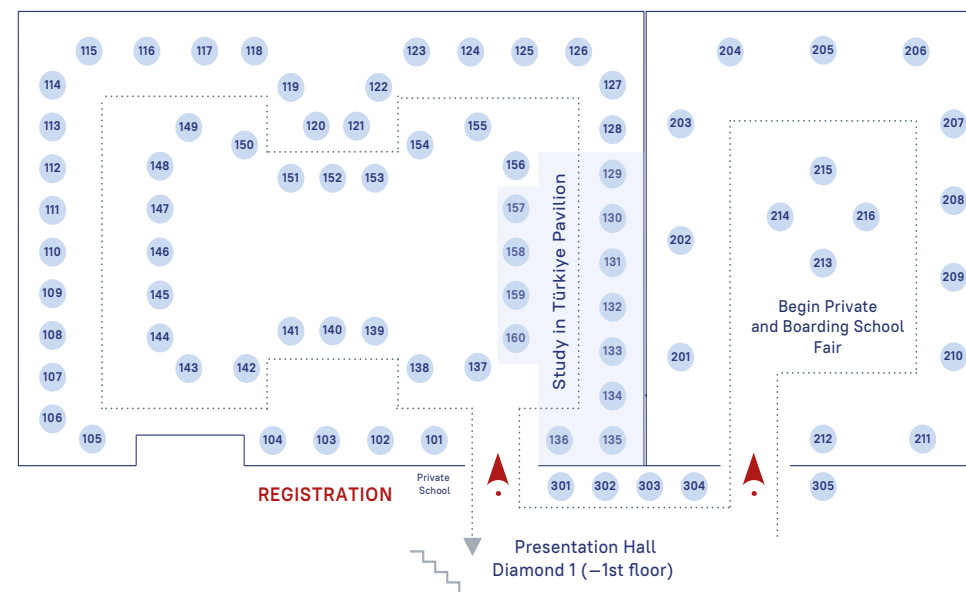 115 116 117 118 123 124 125 126 204 205 206
114 119 122 127
113 149 120 121 155 128 203 207
150 154
112 148 151 152 153 156 129 215
111 147 157 130 214 216 208
110 146 158 131 202 213
109 145 159 132 209
108 144 141 140 139 160 133 201 210
107 143 142 138 137 134
106
105 104 103 102 101 136 135 212 211
Study in Türkiye Pavilion
Begin Private
and Boarding School
Fair
REGISTRATION
Private
School
301 302 303 304 305
Presentation Hall
Diamond 1 (–1st floor)